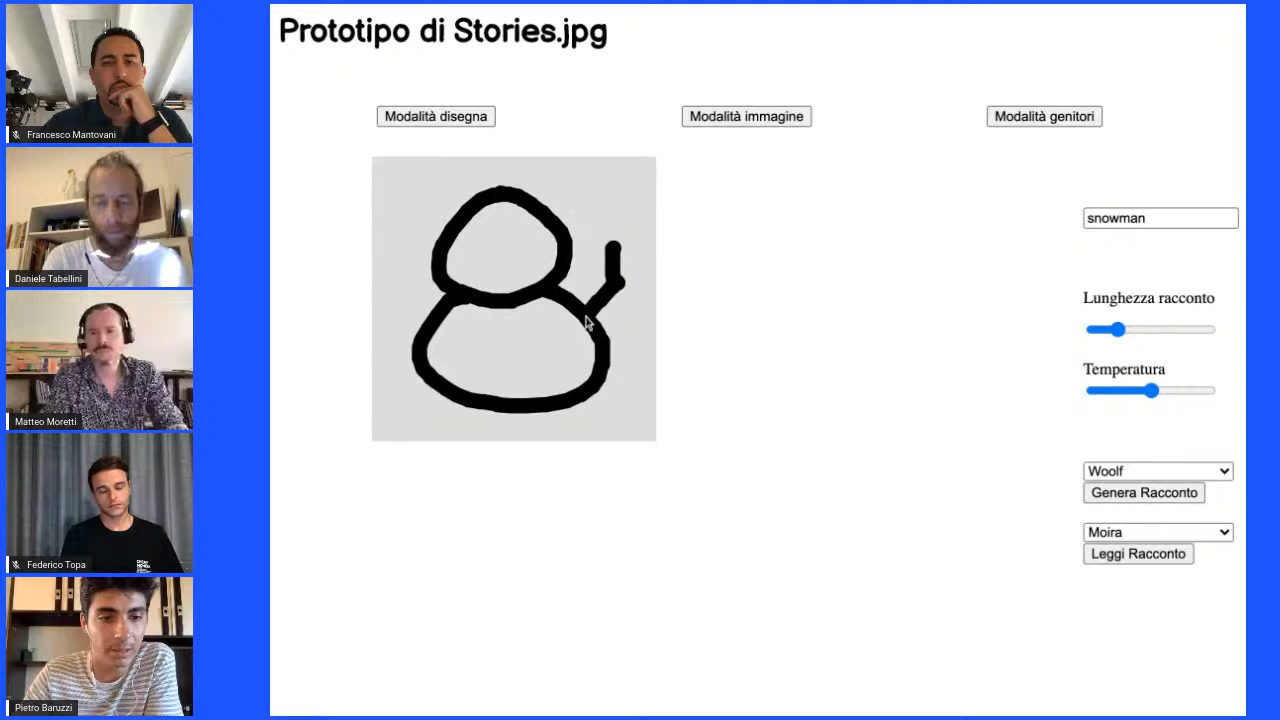 Prototipo di Stories.jpg
Modalità disegna
Modalità immagine
Modalità genitori
snowman
Lunghezza racconto
Temperatura
Woolf
Genera Racconto
Moira
Leggi Racconto
Francesco Mantovani
Daniele Tabellini
Matteo Moretti
Federico Topa
Pietro Baruzzi